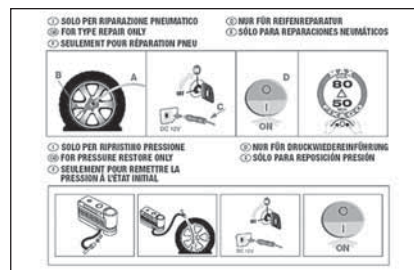 I SOLO PER RIPARAZIONE PNEUMATICO
GB FOR TYPE REPAIR ONLY
F SEULEMENT POUR RÉPARATION PNEU
D NUR FÜR REIFENREPARATUR
E SÓLO PARA REPARACIONES NEUMÁTICOS
B
A
C
DC 12V
D
O
I
ON
80
50
I SOLO PER RIPRISTINO PRESSIONE
GB FOR PRESSURE RESTORE ONLY
F SEULEMENT POUR REMETTRE LA
PRESSION À L'ÉTAT INITIAL
D NUR FÜR DRUCKWIEDEREINFÜHRUNG
E SÓLO PARA REPOSICIÓN PRESIÓN
DC 12V
O
I
ON